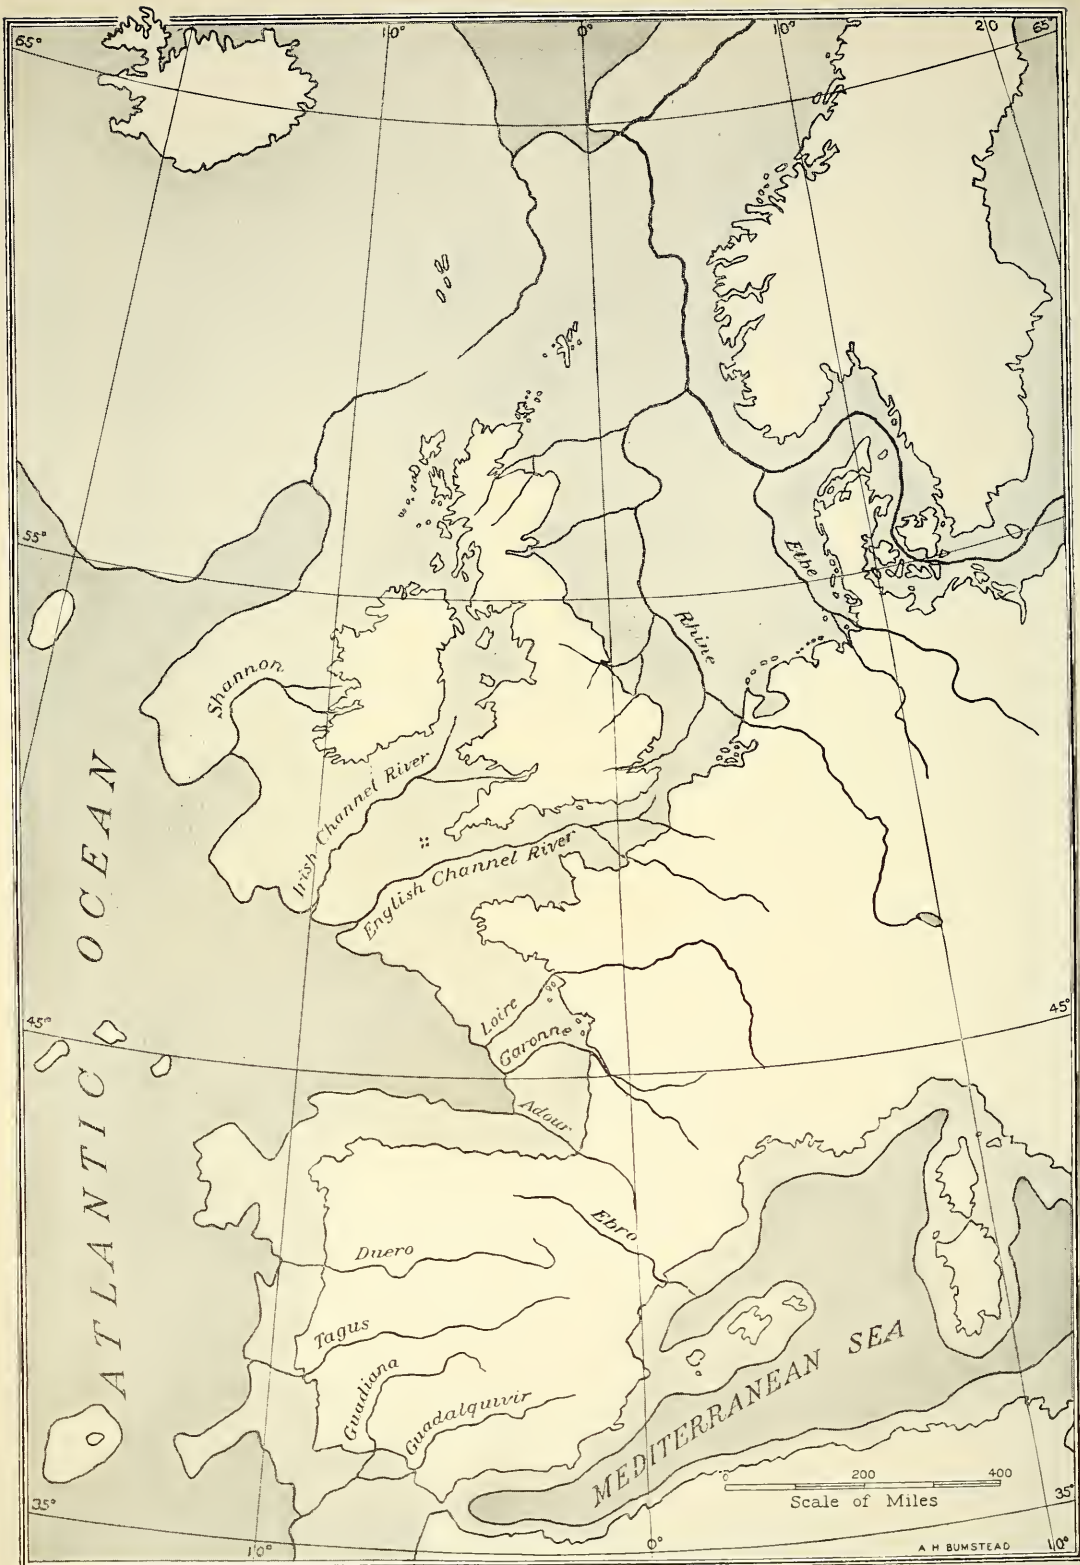 65°
10°
0°
10°
20
65°
55°
Elbe
Rhine
Shannon
Irish Channel River
English Channel River
ATLANTIC OCEAN
Loire
45°
45°
Garonne
Adour
Ebro
Duero
Tagus
Guadiana
Guadalquivir
MEDITERRANEAN SEA
0
200
400
Scale of Miles
35°
35°
10°
0°
10°
A H BUMSTEAD